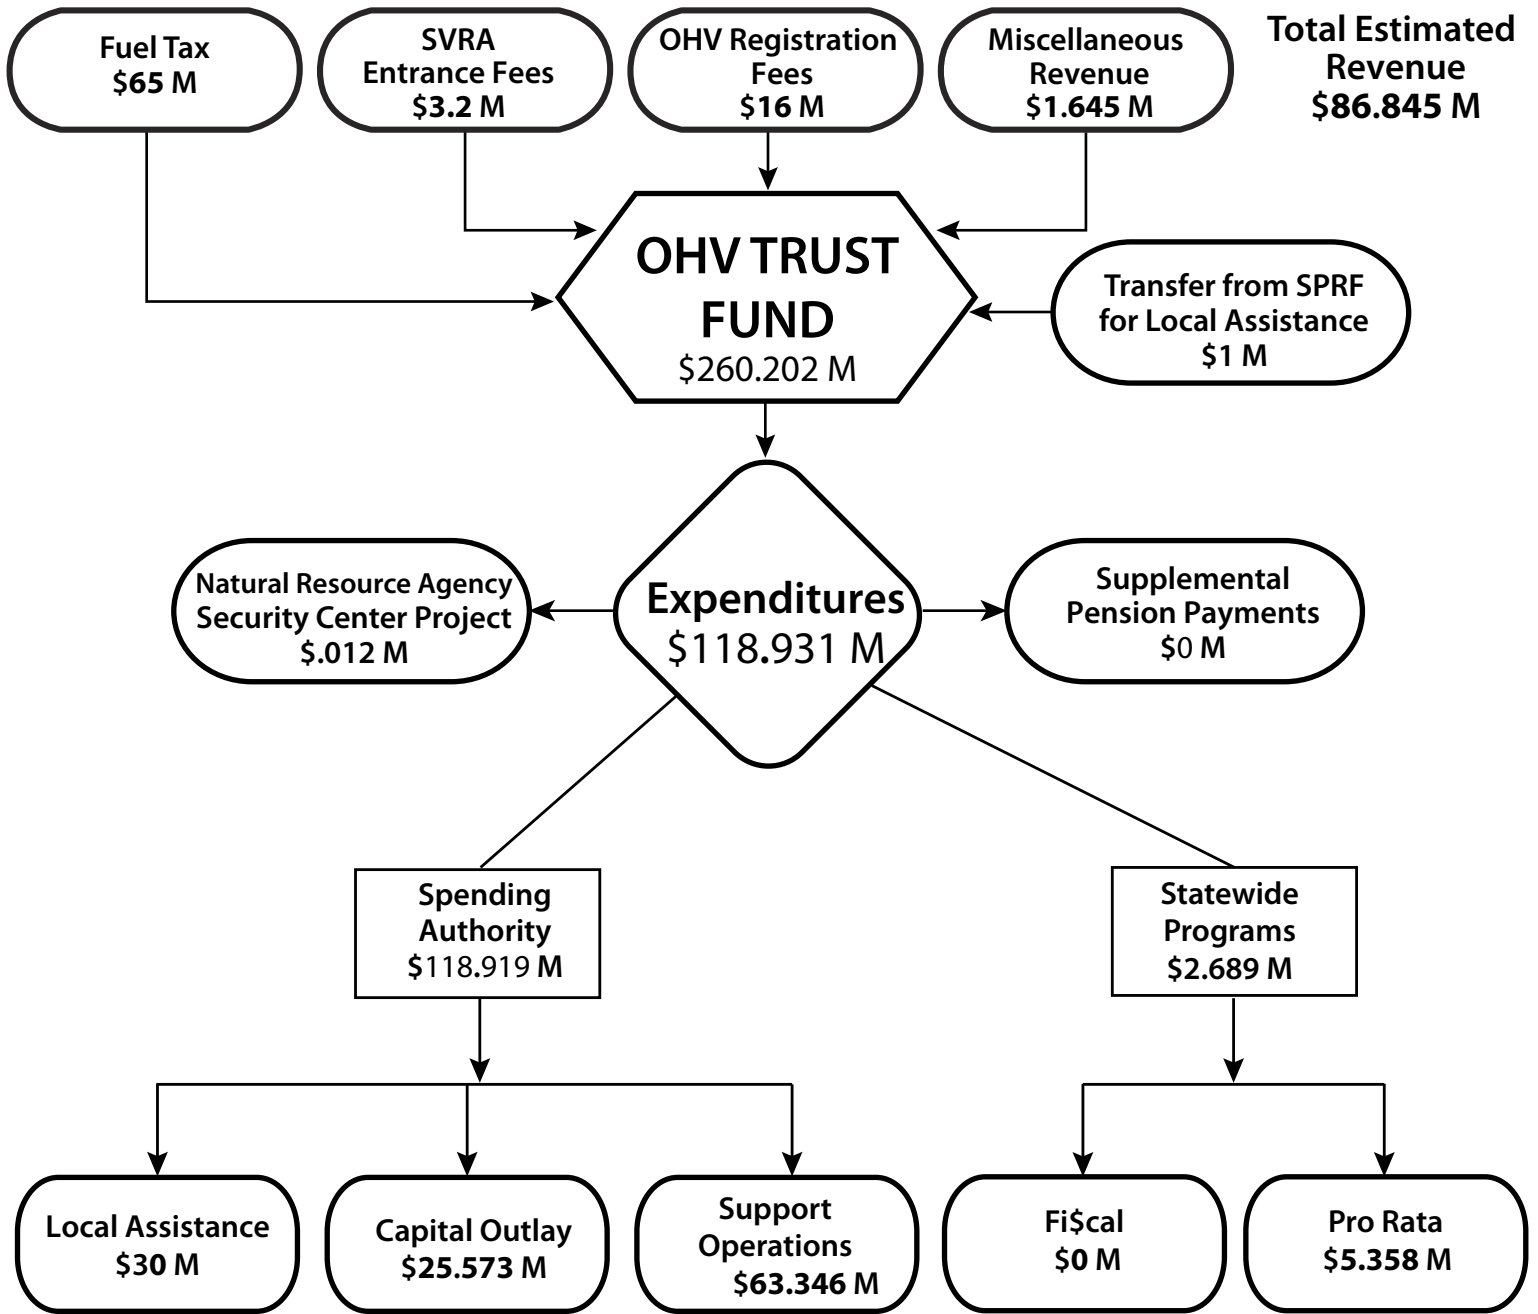 Fuel Tax
$65 M
SVRA
Entrance Fees
$3.2 M
OHV Registration
Fees
$16 M
Miscellaneous
Revenue
$1.645 M
Total Estimated
Revenue
$86.845 M
OHV TRUST
FUND
$260.202 M
Transfer from SPRF
for Local Assistance
$1 M
Natural Resource Agency
Security Center Project
$.012 M
Expenditures
$118.931 M
Supplemental
Pension Payments
$0 M
Spending
Authority
$118.919 M
Statewide
Programs
$2.689 M
Local Assistance
$30 M
Capital Outlay
$25.573 M
Support
Operations
$63.346 M
Fi$cal
$0 M
Pro Rata
$5.358 M